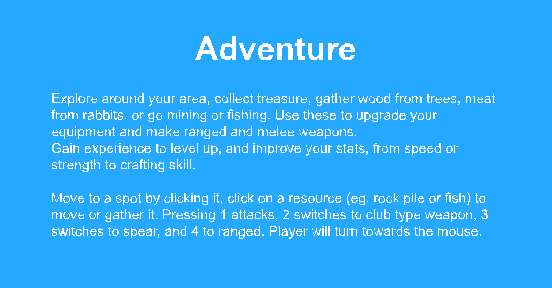 Adventure
Explore around your area, collect treasure, gather wood from trees, meat
from rabbits, or go mining or fishing. Use these to upgrade your
equipment and make ranged and melee weapons.
Gain experience to level up, and improve your stats, from speed or
strength to crafting skill.
Move to a spot by clicking it, click on a resource (eg. rock pile or fish) to
move or gather it. Pressing 1 attacks, 2 switches to club type weapon, 3
switches to spear, and 4 to ranged. Player will turn towards the mouse.